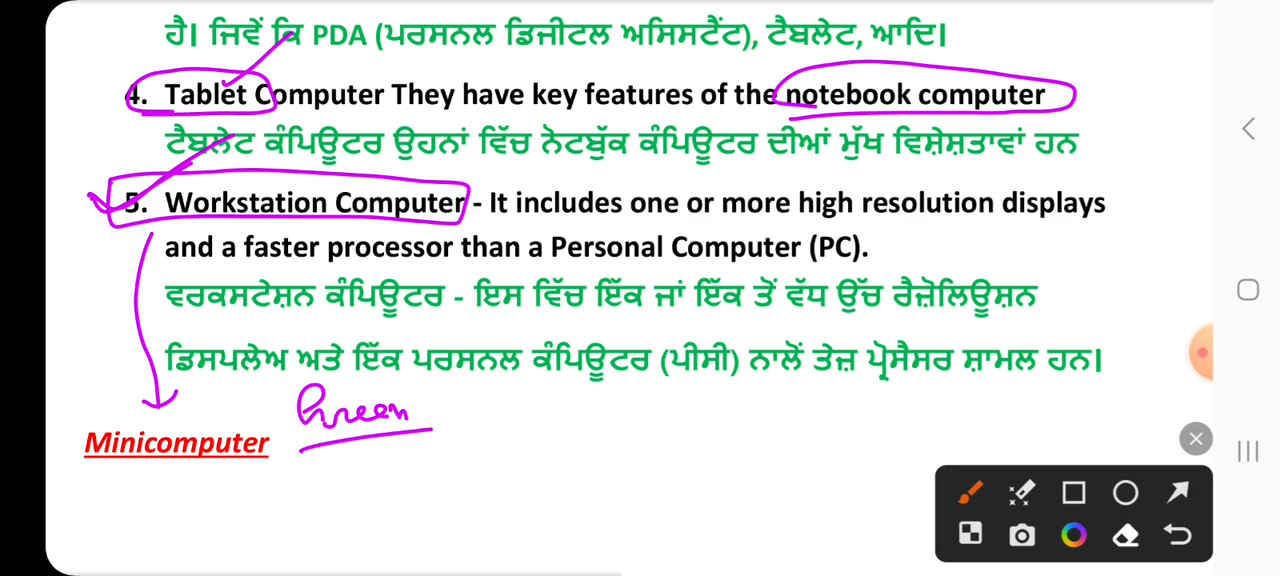 ਹੈ। ਜਿਵੇਂ ਕਿ PDA (ਪਰਸਨਲ ਡਿਜੀਟਲ ਅਸਿਸਟੈਂਟ), ਟੈਬਲੇਟ, ਆਦਿ।
4. Tablet Computer They have key features of the notebook computer
ਟੈਬਲੇਟ ਕੰਪਿਊਟਰ ਉਹਨਾਂ ਵਿੱਚ ਨੋਟਬੁੱਕ ਕੰਪਿਊਟਰ ਦੀਆਂ ਮੁੱਖ ਵਿਸ਼ੇਸ਼ਤਾਵਾਂ ਹਨ
5. Workstation Computer - It includes one or more high resolution displays
and a faster processor than a Personal Computer (PC).
ਵਰਕਸਟੇਸ਼ਨ ਕੰਪਿਊਟਰ - ਇਸ ਵਿੱਚ ਇੱਕ ਜਾਂ ਇੱਕ ਤੋਂ ਵੱਧ ਉੱਚ ਰੈਜ਼ੋਲਿਊਸ਼ਨ
ਡਿਸਪਲੇਅ ਅਤੇ ਇੱਕ ਪਰਸਨਲ ਕੰਪਿਊਟਰ (ਪੀਸੀ) ਨਾਲੋਂ ਤੇਜ਼ ਪ੍ਰੋਸੈਸਰ ਸ਼ਾਮਲ ਹਨ।
Minicomputer